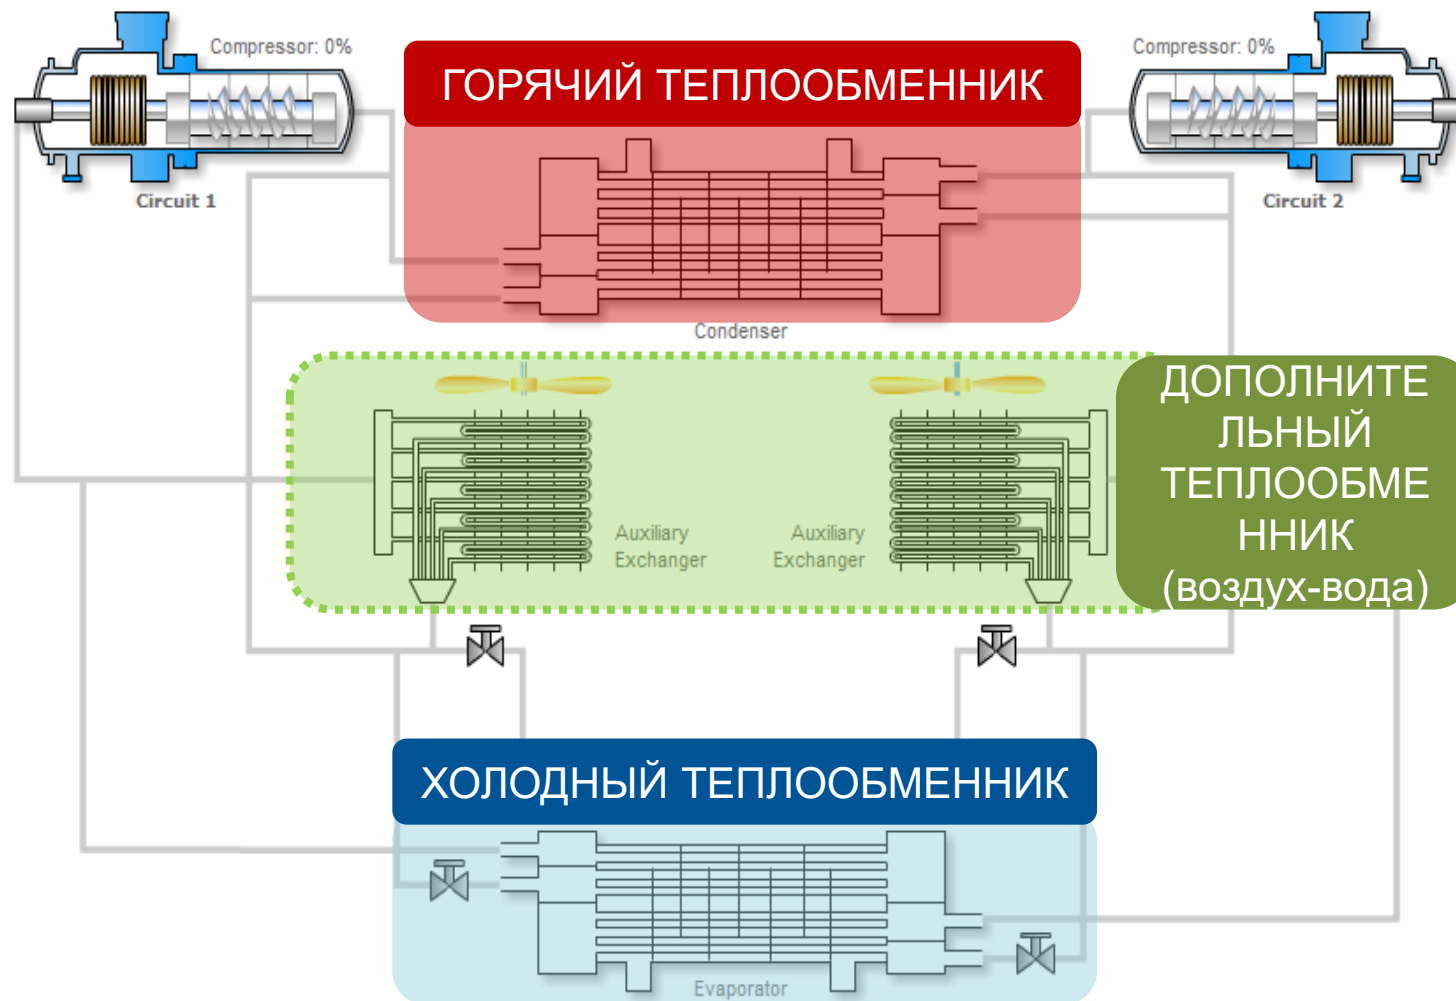 Compressor: 0%
Compressor: 0%
ГОРЯЧИЙ ТЕПЛООБМЕННИК
Circuit 1
Circuit 2
Condenser
ДОПОЛНИТЕ
ЛЬНЫЙ
ТЕПЛООБМЕ
ННИК
(воздух-вода)
Auxiliary
Exchanger
Auxiliary
Exchanger
ХОЛОДНЫЙ ТЕПЛООБМЕННИК
Evaporator